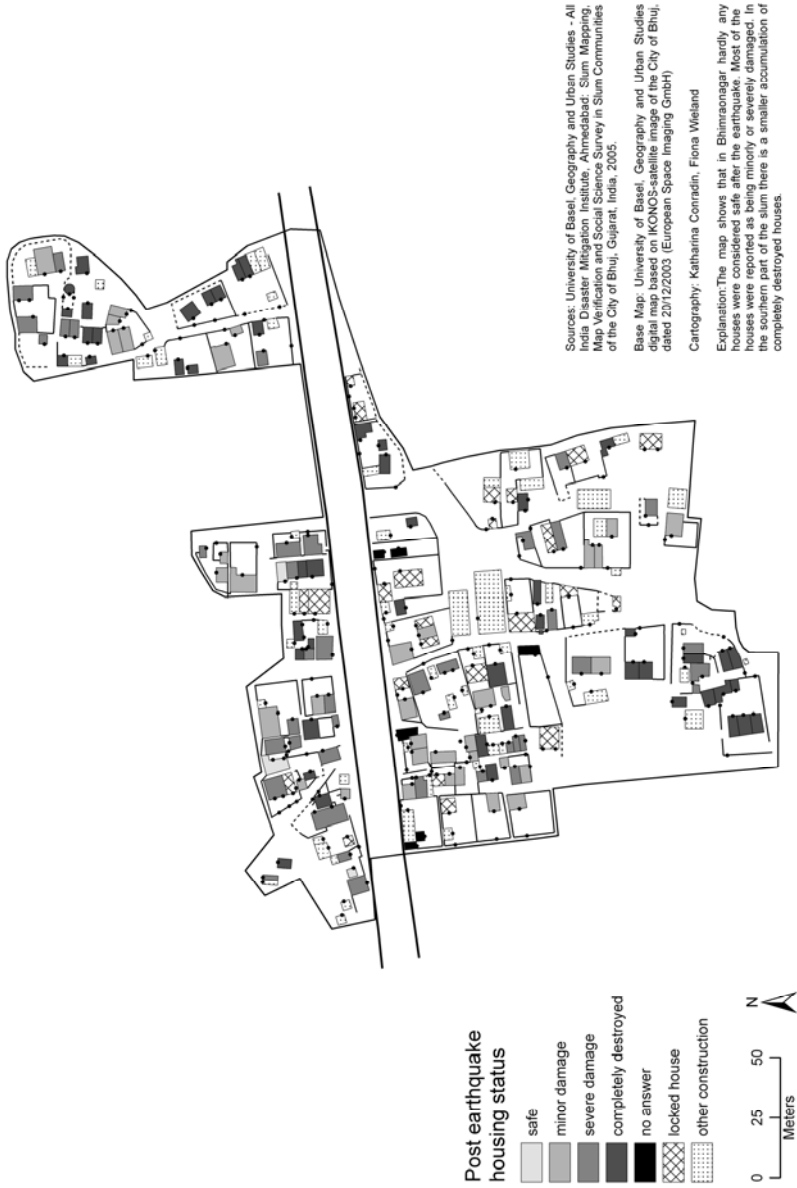 Post earthquake
housing status
safe
minor damage
severe damage
completely destroyed
no answer
locked house
other construction
0 25 50
Meters
N
Sources: University of Basel, Geography and Urban Studies - All
India Disaster Mitigation Institute, Ahmedabad: Slum Mapping,
Map Verification and Social Science Survey in Slum Communities
of the City of Bhuj, Gujarat, India, 2005.
Base Map: University of Basel, Geography and Urban Studies
digital map based on IKONOS-satellite image of the City of Bhuj,
dated 20/12/2003 (European Space Imaging GmbH)
Cartography: Katharina Conradin, Fiona Wieland
Explanation:The map shows that in Bhimraonagar hardly any
houses were considered safe after the earthquake. Most of the
houses were reported as being minorly or severely damaged. In
the southern part of the slum there is a smaller accumulation of
completely destroyed houses.